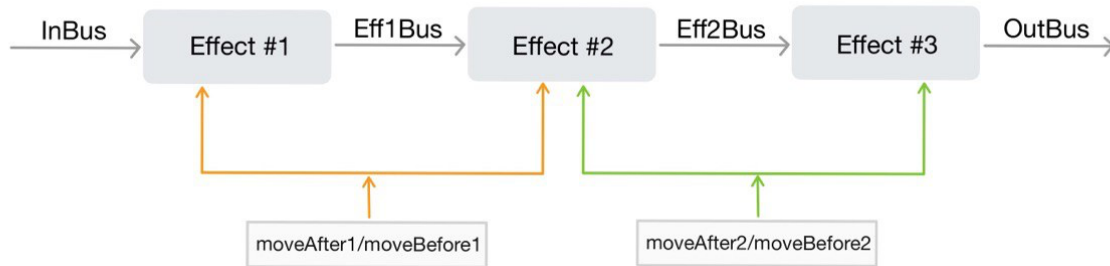 InBus
Effect #1
Eff1Bus
Effect #2
Eff2Bus
Effect #3
OutBus
moveAfter1/moveBefore1
moveAfter2/moveBefore2